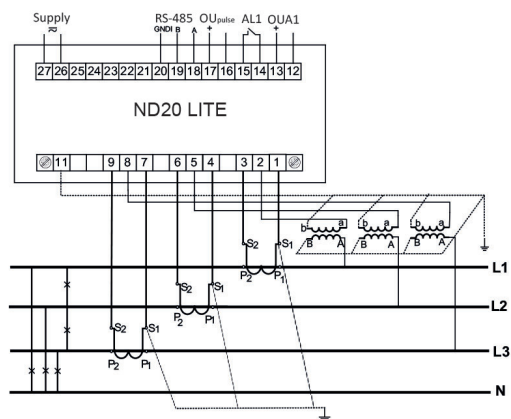 Supply RS-485 OUpulse AL1 OUA1
GNDI B A + +
27 26 25 24 23 22 21 20 19 18 17 16 15 14 13 12
ND20 LITE
11 9 8 7 6 5 4 3 2 1
b a b a b a
B A B A B A
S2 S1
P2 P1
L1
S2 S1
P2 P1
L2
S2 S1
P2 P1
L3
N